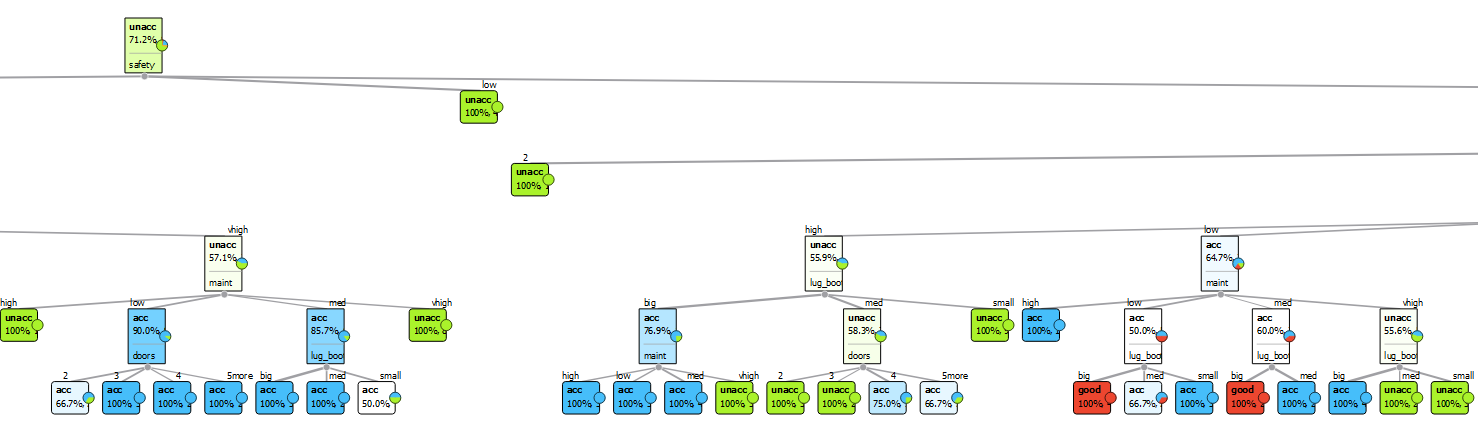 unacc
71.2%
safety
low
unacc
100%,
2
unacc
100%,
vhigh
unacc
57.1%
maint
high
unacc
55.9%
lug_boot
low
acc
64.7%
maint
high
unacc
100%,
low
acc
90.0%
doors
med
acc
85.7%
lug_boot
vhigh
unacc
100%,
big
acc
76.9%
maint
med
unacc
58.3%
doors
small
unacc
100%,
high
acc
100%,
low
acc
50.0%
lug_boot
med
acc
60.0%
lug_boot
vhigh
unacc
55.6%
lug_boot
2
acc
66.7%,
3
acc
100%,
4
acc
100%,
5more
acc
100%,
big
acc
100%,
med
acc
100%,
small
acc
50.0%,
high
acc
100%,
low
acc
100%,
med
acc
100%,
vhigh
unacc
100%,
2
unacc
100%,
3
unacc
100%,
4
acc
75.0%,
5more
acc
66.7%,
big
good
100%,
med
acc
66.7%,
small
acc
100%,
big
good
100%,
med
acc
100%,
big
acc
100%,
med
unacc
100%,
small
unacc
100%,